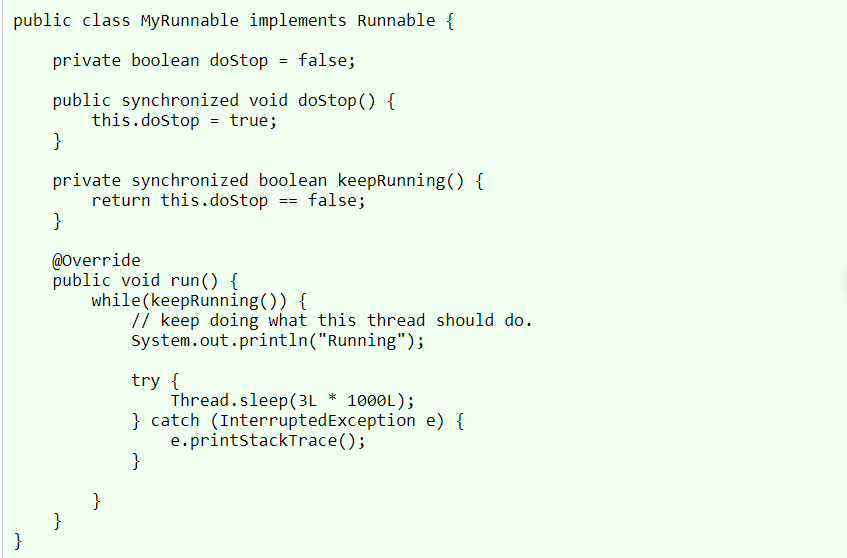 public class MyRunnable implements Runnable {
private boolean doStop = false;
public synchronized void doStop() {
this.doStop = true;
}
private synchronized boolean keepRunning() {
return this.doStop == false;
}
@Override
public void run() {
while(keepRunning()) {
// keep doing what this thread should do.
System.out.println("Running");
try {
Thread.sleep(3L * 1000L);
} catch (InterruptedException e) {
e.printStackTrace();
}
}
}
}